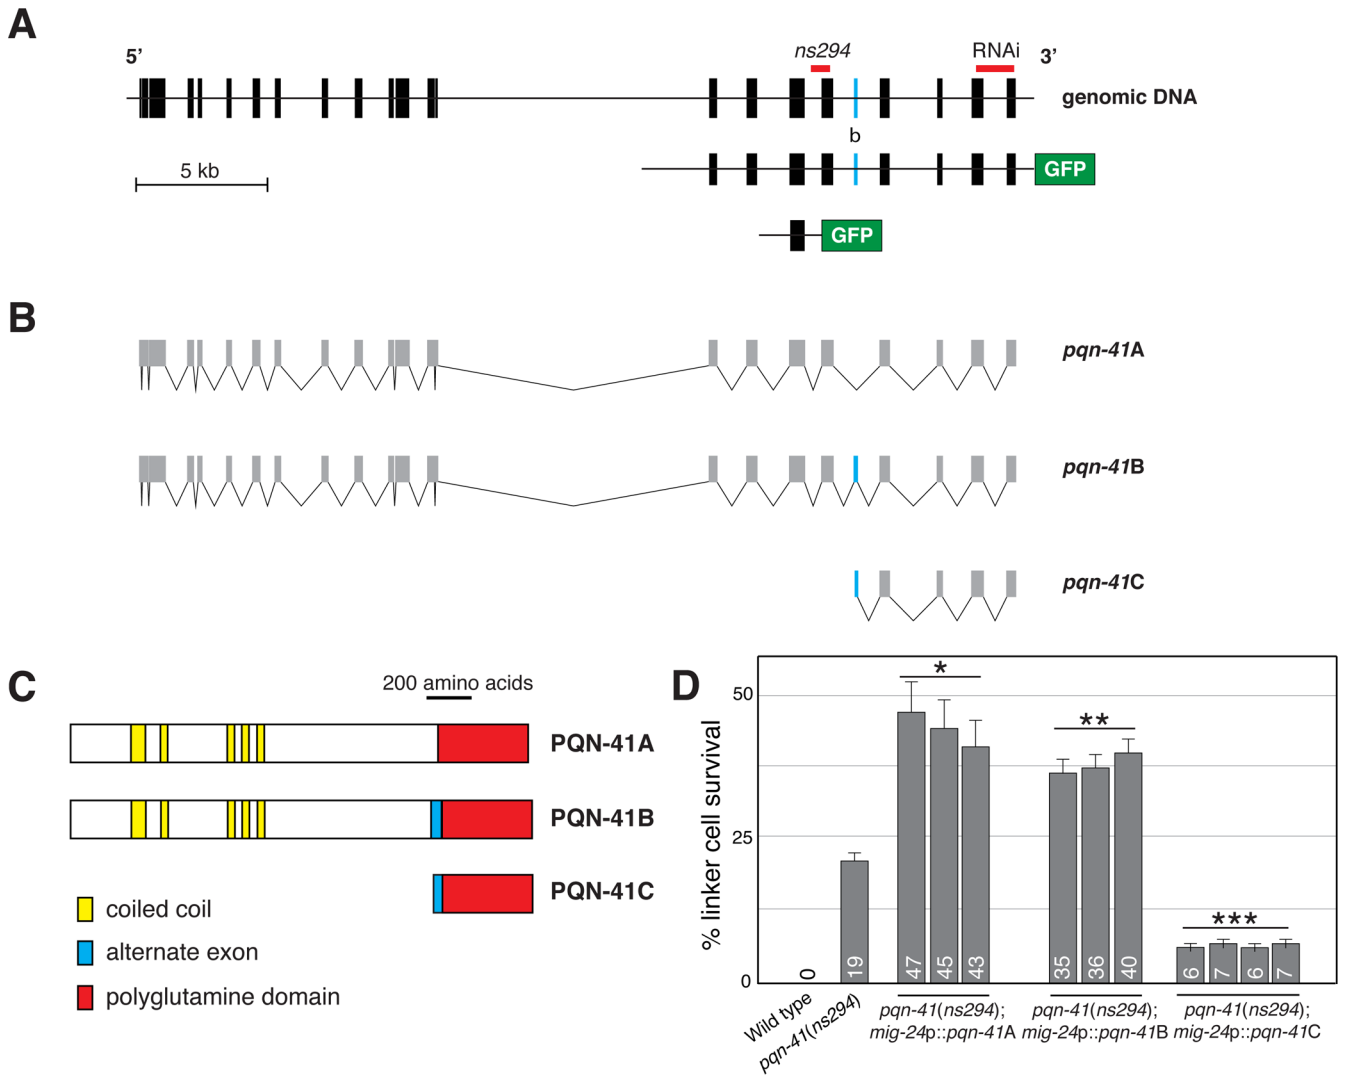 A
5’
ns294
RNAi
3’
genomic DNA
b
5 kb
GFP
GFP
B
pqn-41A
pqn-41B
pqn-41C
C
200 amino acids
PQN-41A
PQN-41B
PQN-41C
coiled coil
alternate exon
polyglutamine domain
D
% linker cell survival
50
25
0
*
**
***
0
19
47
45
43
35
36
40
6
7
6
7
Wild type
pqn-41(ns294)
pqn-41(ns294);
mig-24p::pqn-41A
pqn-41(ns294);
mig-24p::pqn-41B
pqn-41(ns294);
mig-24p::pqn-41C